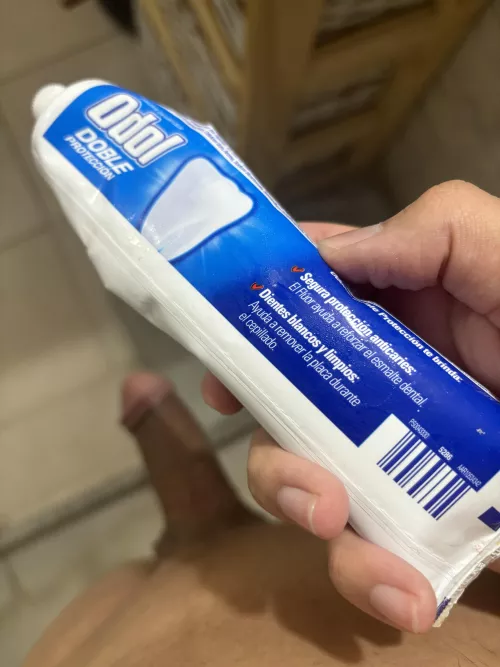 Odol
DOBLE
PROTECCIÓN
Protección te brinda:
Segura protección anticaries:
El Flúor ayuda a reforzar el esmalte dental.
Dientes blancos y limpios:
Ayuda a remover la placa durante
el cepillado.